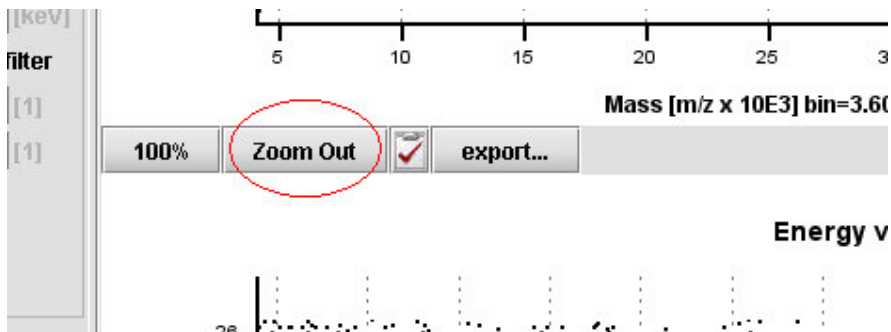 [keV]
filter
[1]
[1]
5 10 15 20 25
Mass [m/z x 10E3] bin=3.60
100% Zoom Out export...
Energy v
26